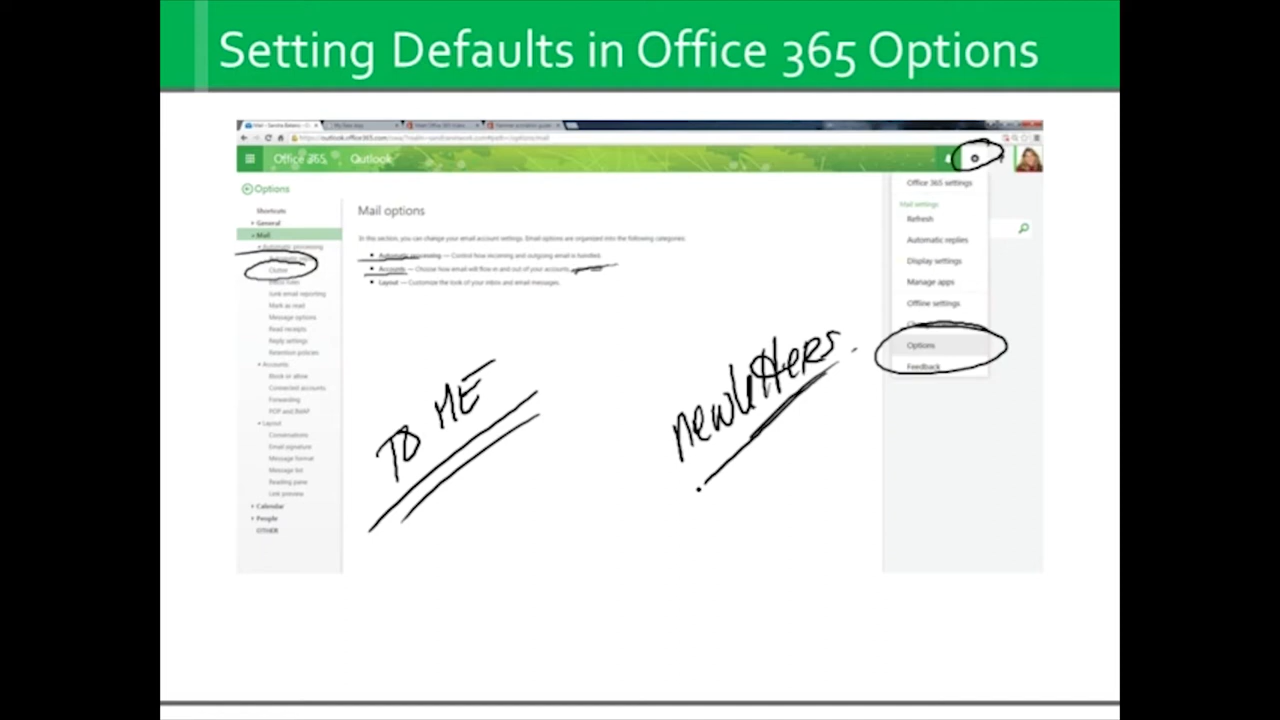 Setting Defaults in Office 365 Options
Office 365 Outlook
Options
Shortcuts
General
Mail
Automatic processing
Clutter
Inbox rules
Junk email reporting
Mark as read
Message options
Read receipts
Reply settings
Retention policies
Accounts
Block or allow
Connected accounts
Forwarding
POP and IMAP
Layout
Conversations
Email signature
Message format
Message list
Reading pane
Link preview
Calendar
People
OTHER
Mail options
In this section, you can change your email account settings. Email options are organized into the following categories:
Automatic processing — Control how incoming and outgoing email is handled.
Accounts — Choose how email will flow in and out of your accounts.
Layout — Customize the look of your inbox and email messages.
TO ME
newletters.
Office 365 settings
Mail settings
Refresh
Automatic replies
Display settings
Manage apps
Offline settings
Options
Feedback